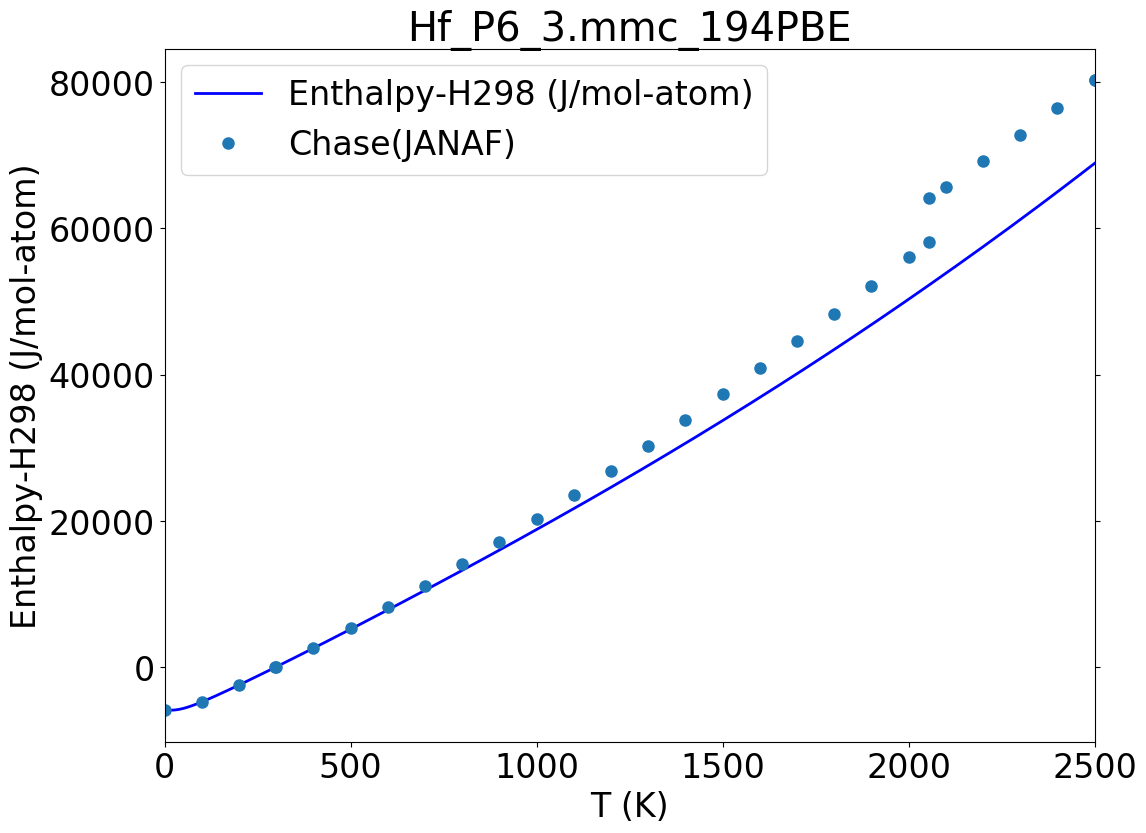 Hf_P6_3.mmc_194PBE
Enthalpy-H298 (J/mol-atom)
Chase(JANAF)
Enthalpy-H298 (J/mol-atom)
80000
60000
40000
20000
0
0 500 1000 1500 2000 2500
T (K)